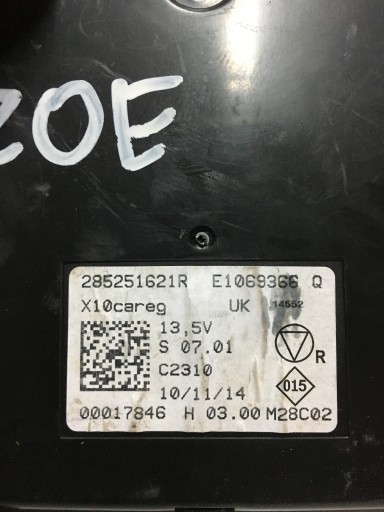 ZOE
285251621R E1069366 Q
X10careg UK 14552
13,5V
S 07.01
R
C2310
015
10/11/14
00017846 H 03.00 M28C02